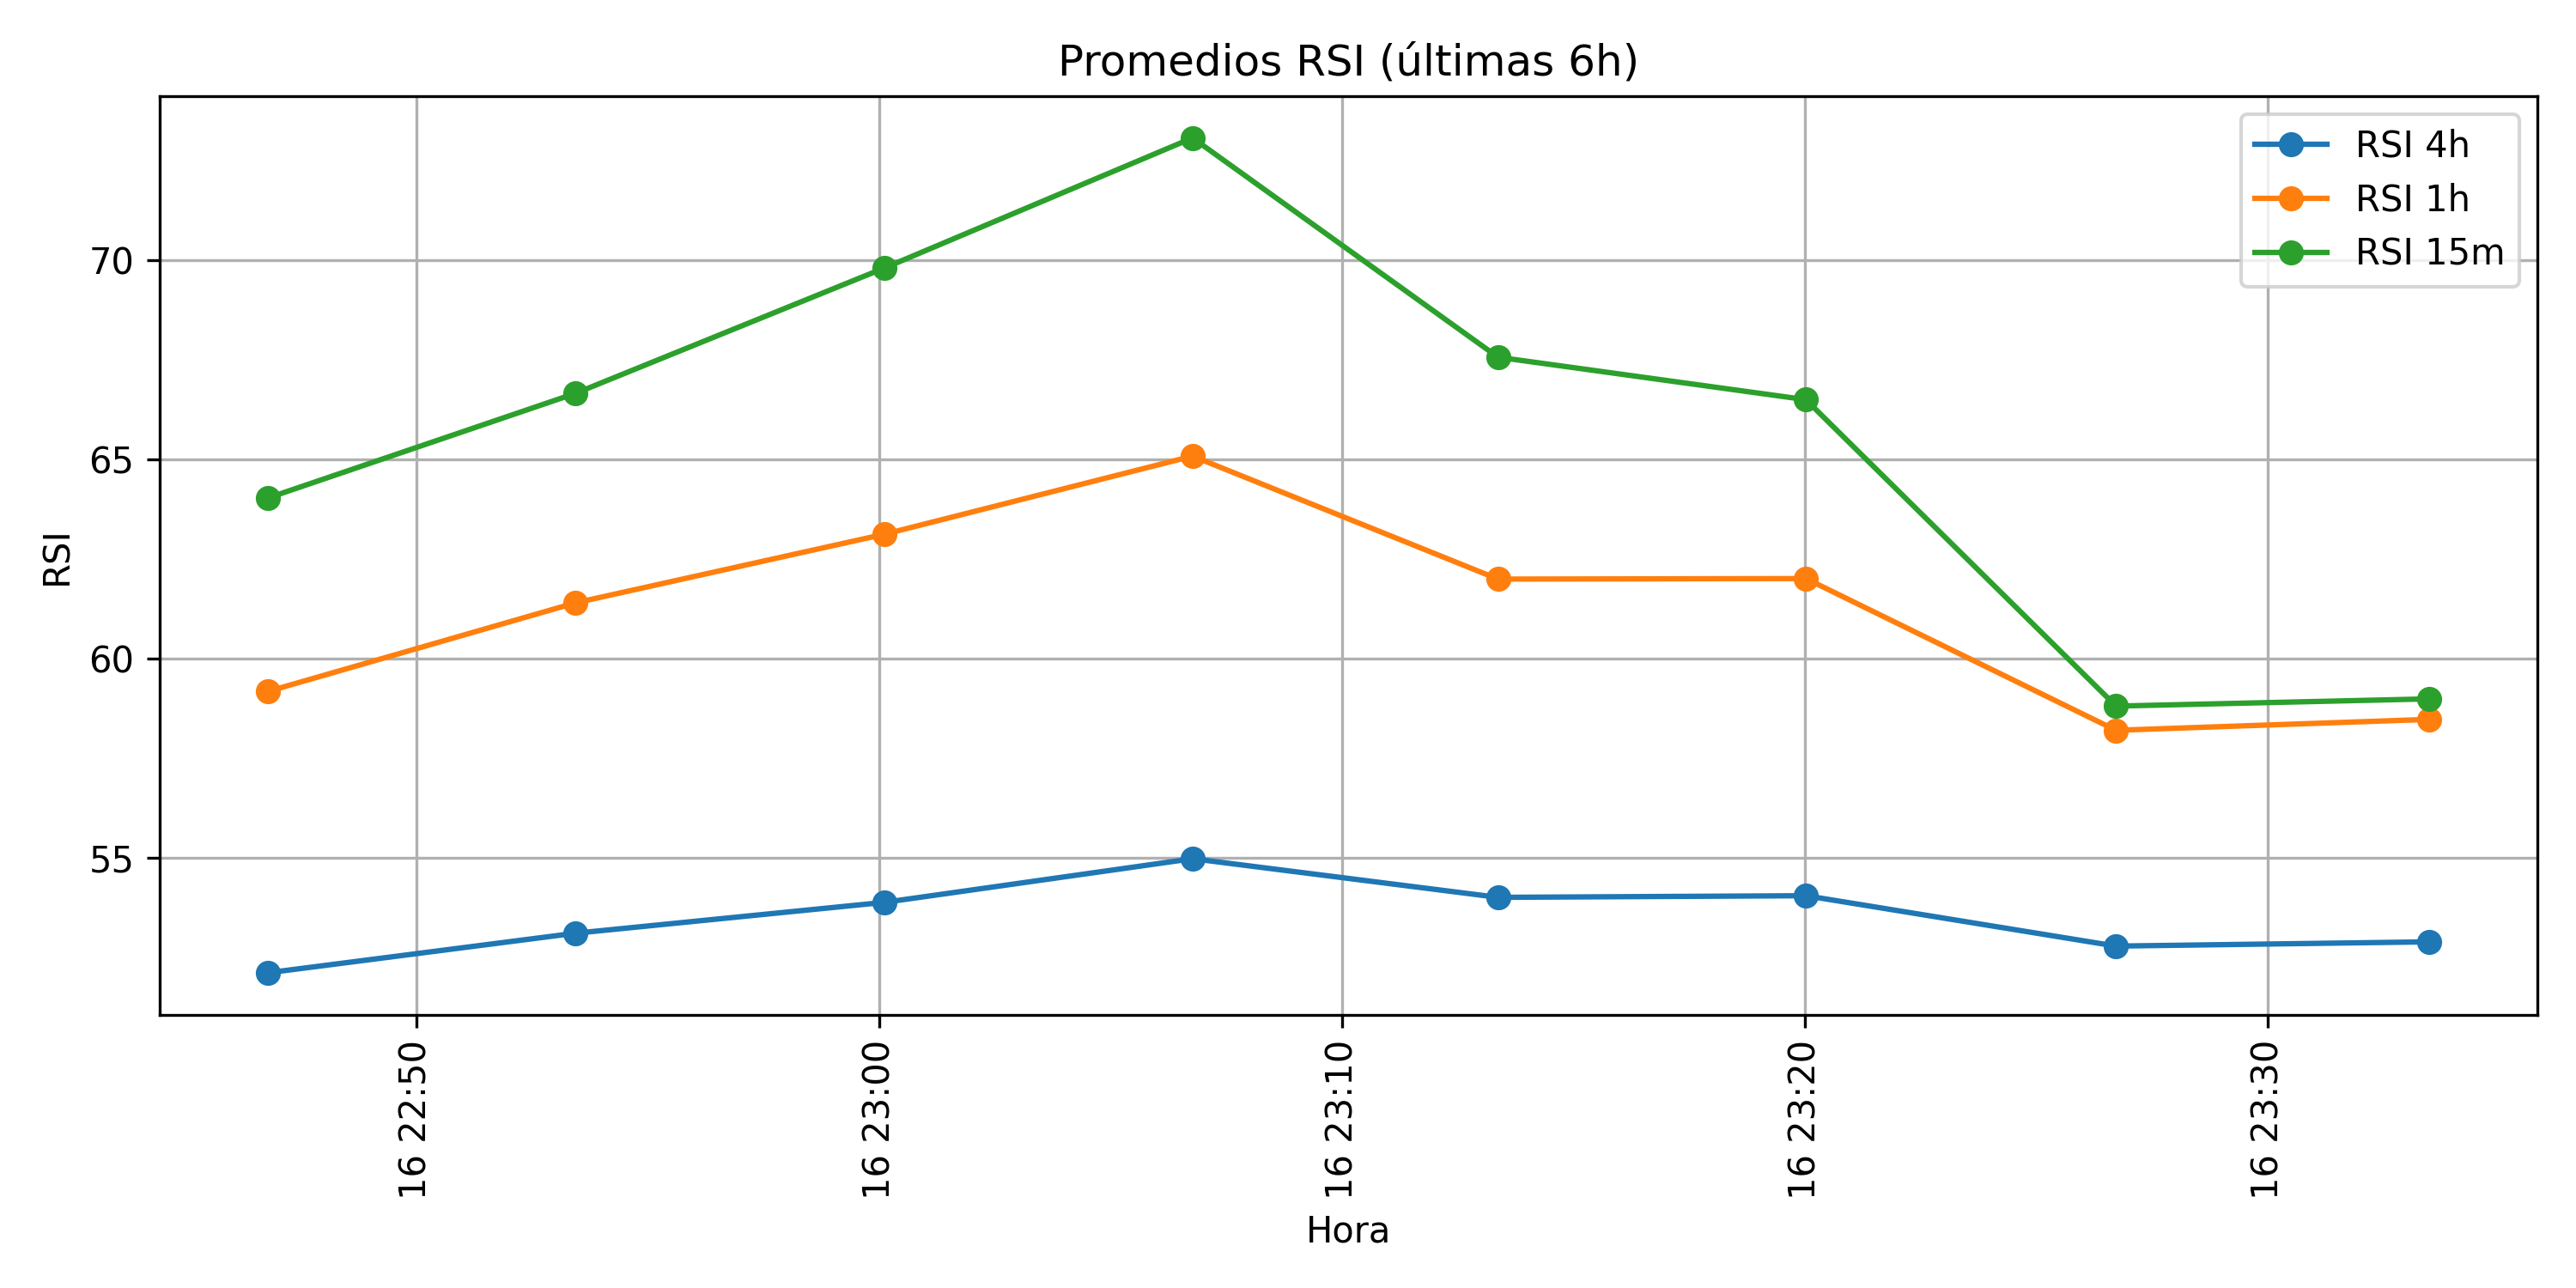 Promedios RSI (últimas 6h)
RSI 4h
RSI 1h
RSI 15m
RSI
70
65
60
55
16 22:50
16 23:00
16 23:10
16 23:20
16 23:30
Hora